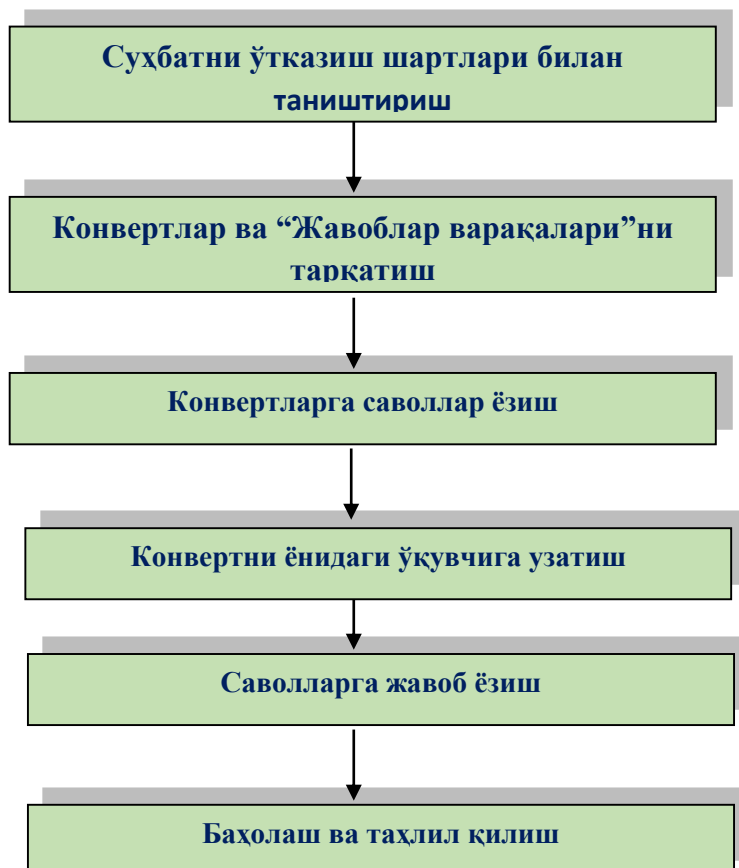 Суҳбатни ўтказиш шартлари билан
таништириш
Конвертлар ва “Жавоблар варақалари”ни
тарқатиш
Конвертларга саволлар ёзиш
Конвертни ёнидаги ўқувчига узатиш
Саволларга жавоб ёзиш
Баҳолаш ва таҳлил қилиш